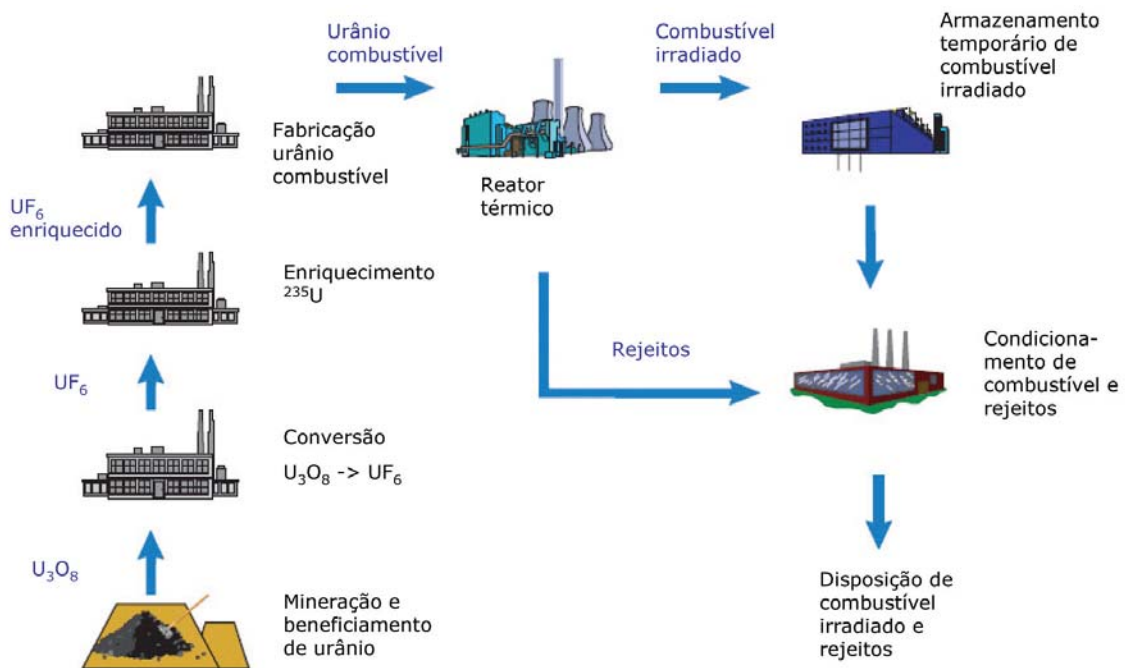 Urânio
combustível
Combustível
irradiado
Armazenamento
temporário de
combustível
irradiado
Fabricação
urânio
combustível
Reator
térmico
UF₆
enriquecido
Enriquecimento
²³⁵U
Rejeitos
Condiciona-
mento de
combustível e
rejeitos
UF₆
Conversão
U₃O₈ -> UF₆
U₃O₈
Mineração e
beneficiamento
de urânio
Disposição de
combustível
irradiado e
rejeitos